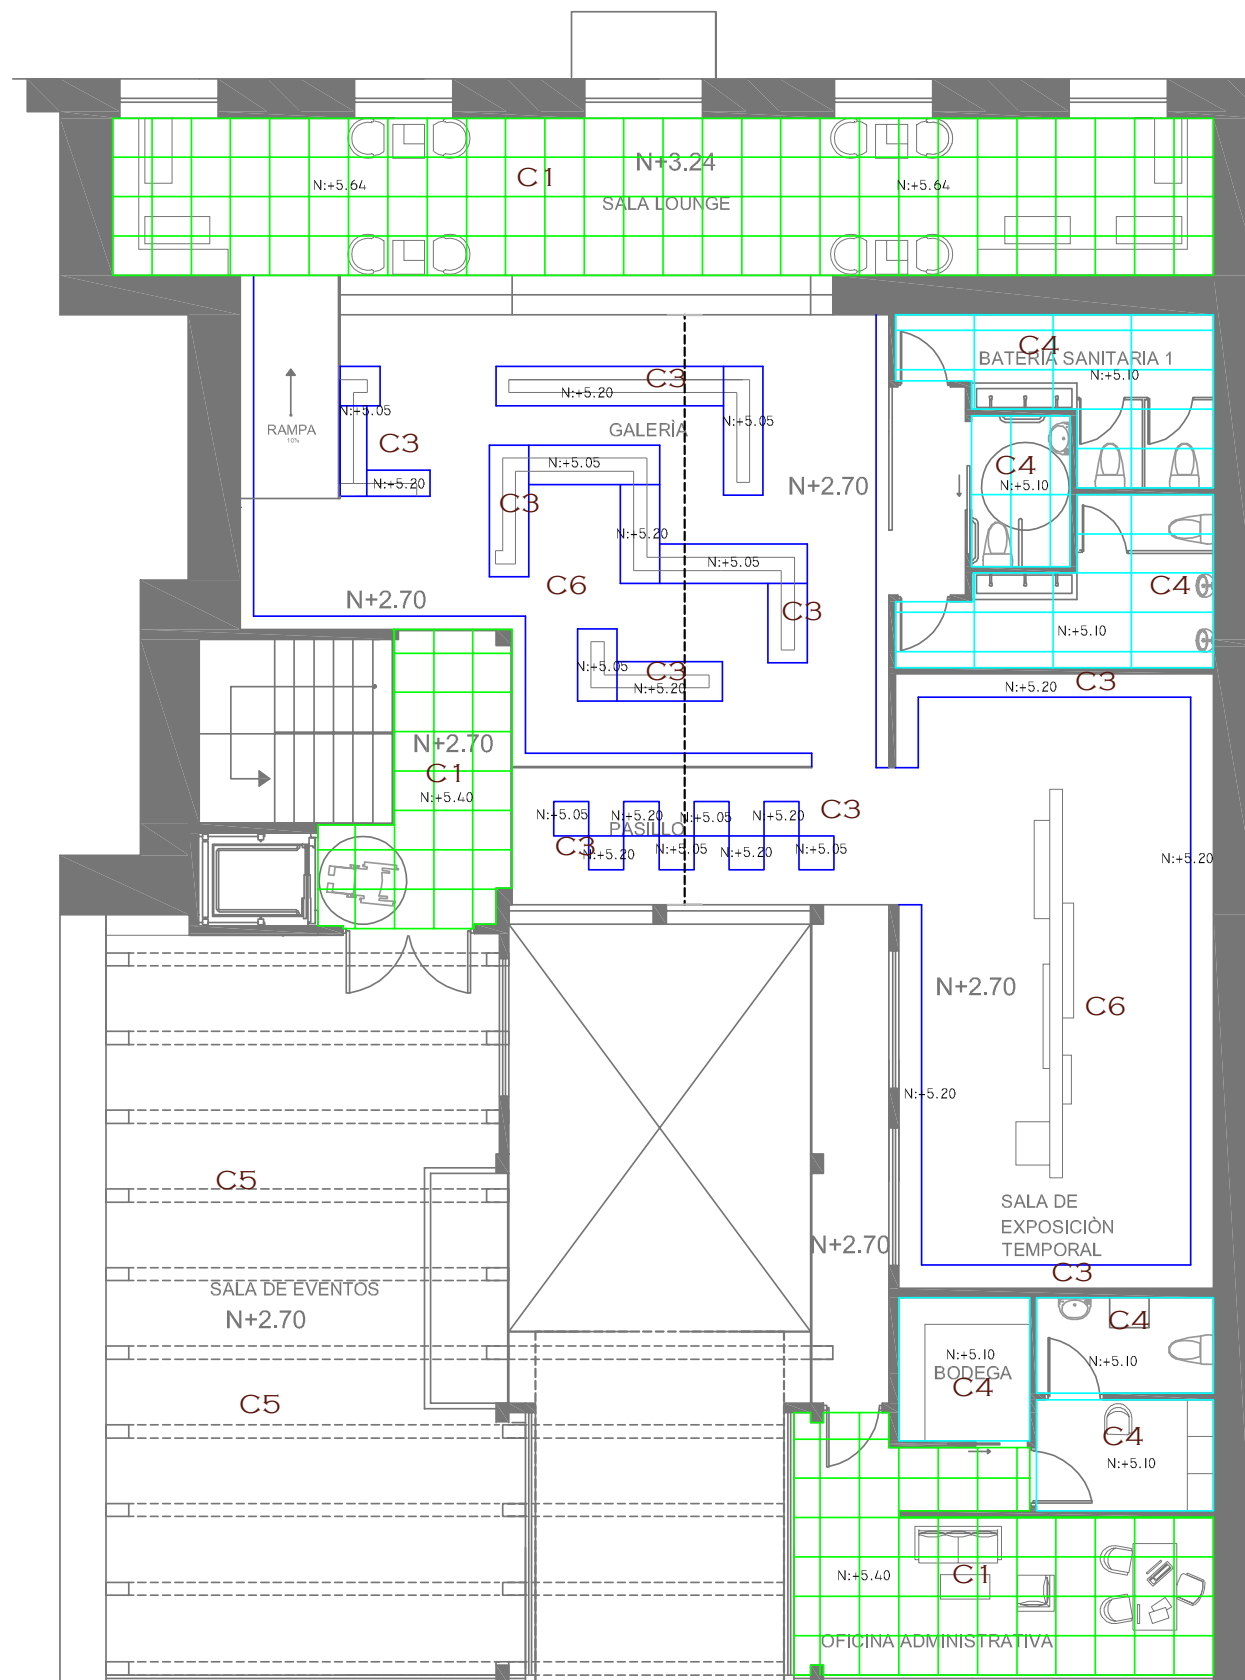 N+3.24
C1
N:+5.64
N:+5.64
SALA LOUNGE
C4
BATERÍA SANITARIA 1
N:+5.10
C3
N:+5.20
N:+5.05
RAMPA
10%
GALERÌA
N:+5.05
C3
N:+5.05
C4
N:+5.20
N+2.70
N:+5.10
C3
N:+5.20
N:+5.05
C6
C4
N+2.70
C3
N:+5.10
N:+5.05
C3
N:+5.20
N:+5.20
C3
N+2.70
C1
N:+5.40
C3
N:+5.05
N:+5.20
N:+5.05
N:+5.20
PASILLO
C3
N:+5.20
N:+5.05
N:+5.20
N:+5.05
N:+5.20
N+2.70
C6
N:+5.20
C5
SALA DE
EXPOSICIÒN
TEMPORAL
N+2.70
C3
SALA DE EVENTOS
N+2.70
C4
N:+5.10
N:+5.10
BODEGA
C4
C5
C4
N:+5.10
N:+5.40
C1
OFICINA ADMINISTRATIVA